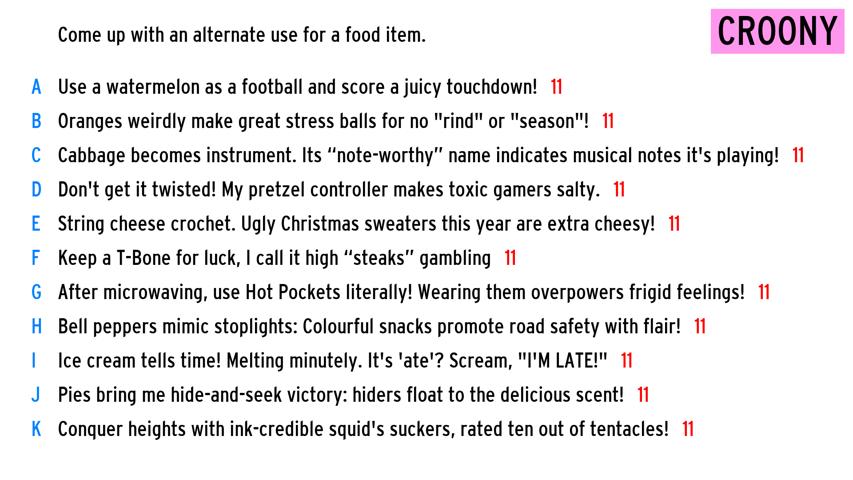 Come up with an alternate use for a food item.
CROONY
A Use a watermelon as a football and score a juicy touchdown! 11
B Oranges weirdly make great stress balls for no "rind" or "season"! 11
C Cabbage becomes instrument. Its “note-worthy” name indicates musical notes it's playing! 11
D Don't get it twisted! My pretzel controller makes toxic gamers salty. 11
E String cheese crochet. Ugly Christmas sweaters this year are extra cheesy! 11
F Keep a T-Bone for luck, I call it high “steaks” gambling 11
G After microwaving, use Hot Pockets literally! Wearing them overpowers frigid feelings! 11
H Bell peppers mimic stoplights: Colourful snacks promote road safety with flair! 11
I Ice cream tells time! Melting minutely. It's 'ate'? Scream, "I'M LATE!" 11
J Pies bring me hide-and-seek victory: hiders float to the delicious scent! 11
K Conquer heights with ink-credible squid's suckers, rated ten out of tentacles! 11